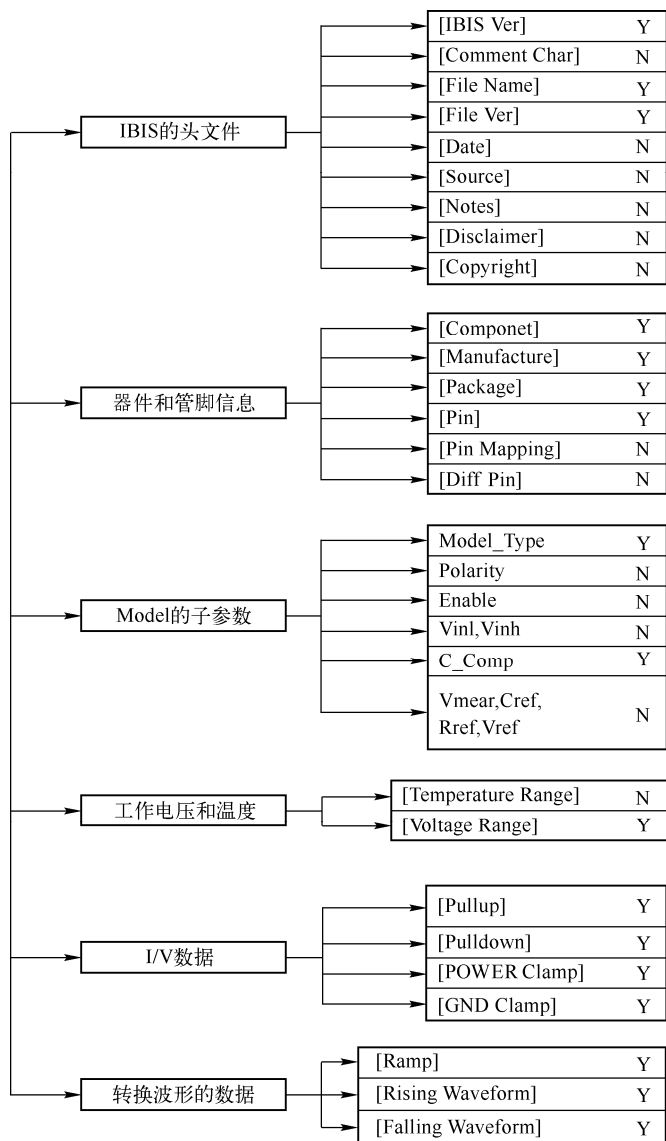 IBIS的头文件
[IBIS Ver] Y
[Comment Char] N
[File Name] Y
[File Ver] Y
[Date] N
[Source] N
[Notes] N
[Disclaimer] N
[Copyright] N
器件和管脚信息
[Componet] Y
[Manufacture] Y
[Package] Y
[Pin] Y
[Pin Mapping] N
[Diff Pin] N
Model的子参数
Model_Type Y
Polarity N
Enable N
Vinl,Vinh N
C_Comp Y
Vmear,Cref,
Rref,Vref N
工作电压和温度
[Temperature Range] N
[Voltage Range] Y
I/V数据
[Pullup] Y
[Pulldown] Y
[POWER Clamp] Y
[GND Clamp] Y
转换波形的数据
[Ramp] Y
[Rising Waveform] Y
[Falling Waveform] Y